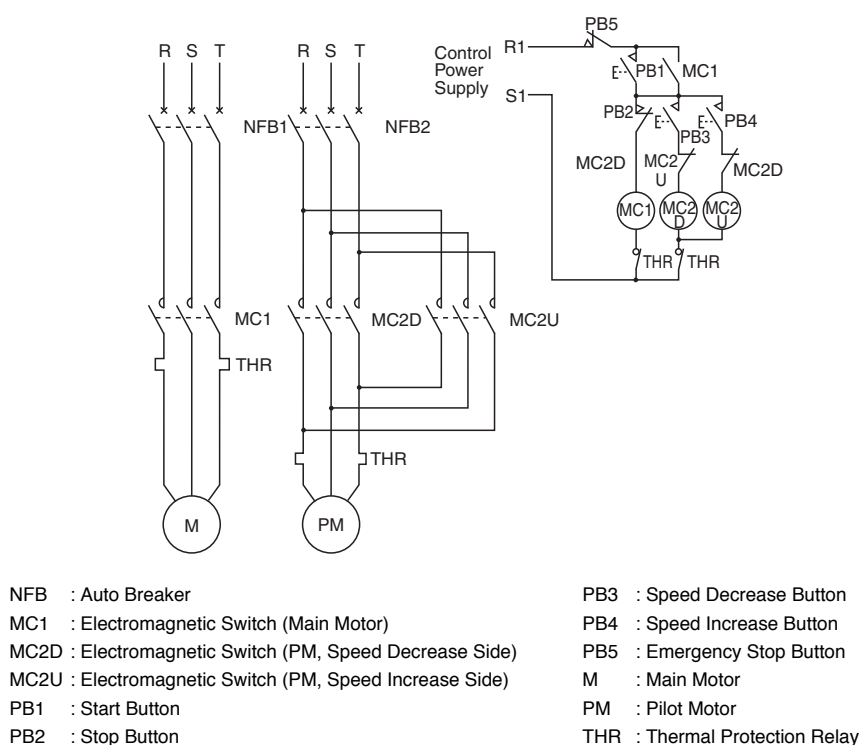 PB5
R S T
R S T
Control
Power
Supply
R1
S1
PB1
MC1
NFB1
NFB2
PB2
PB3
PB4
MC2D
MC2
U
MC2D
MC1
MC2
D
MC2
U
THR
THR
MC1
MC2D
MC2U
THR
THR
M
PM
NFB : Auto Breaker
MC1 : Electromagnetic Switch (Main Motor)
MC2D : Electromagnetic Switch (PM, Speed Decrease Side)
MC2U : Electromagnetic Switch (PM, Speed Increase Side)
PB1 : Start Button
PB2 : Stop Button
PB3 : Speed Decrease Button
PB4 : Speed Increase Button
PB5 : Emergency Stop Button
M : Main Motor
PM : Pilot Motor
THR : Thermal Protection Relay